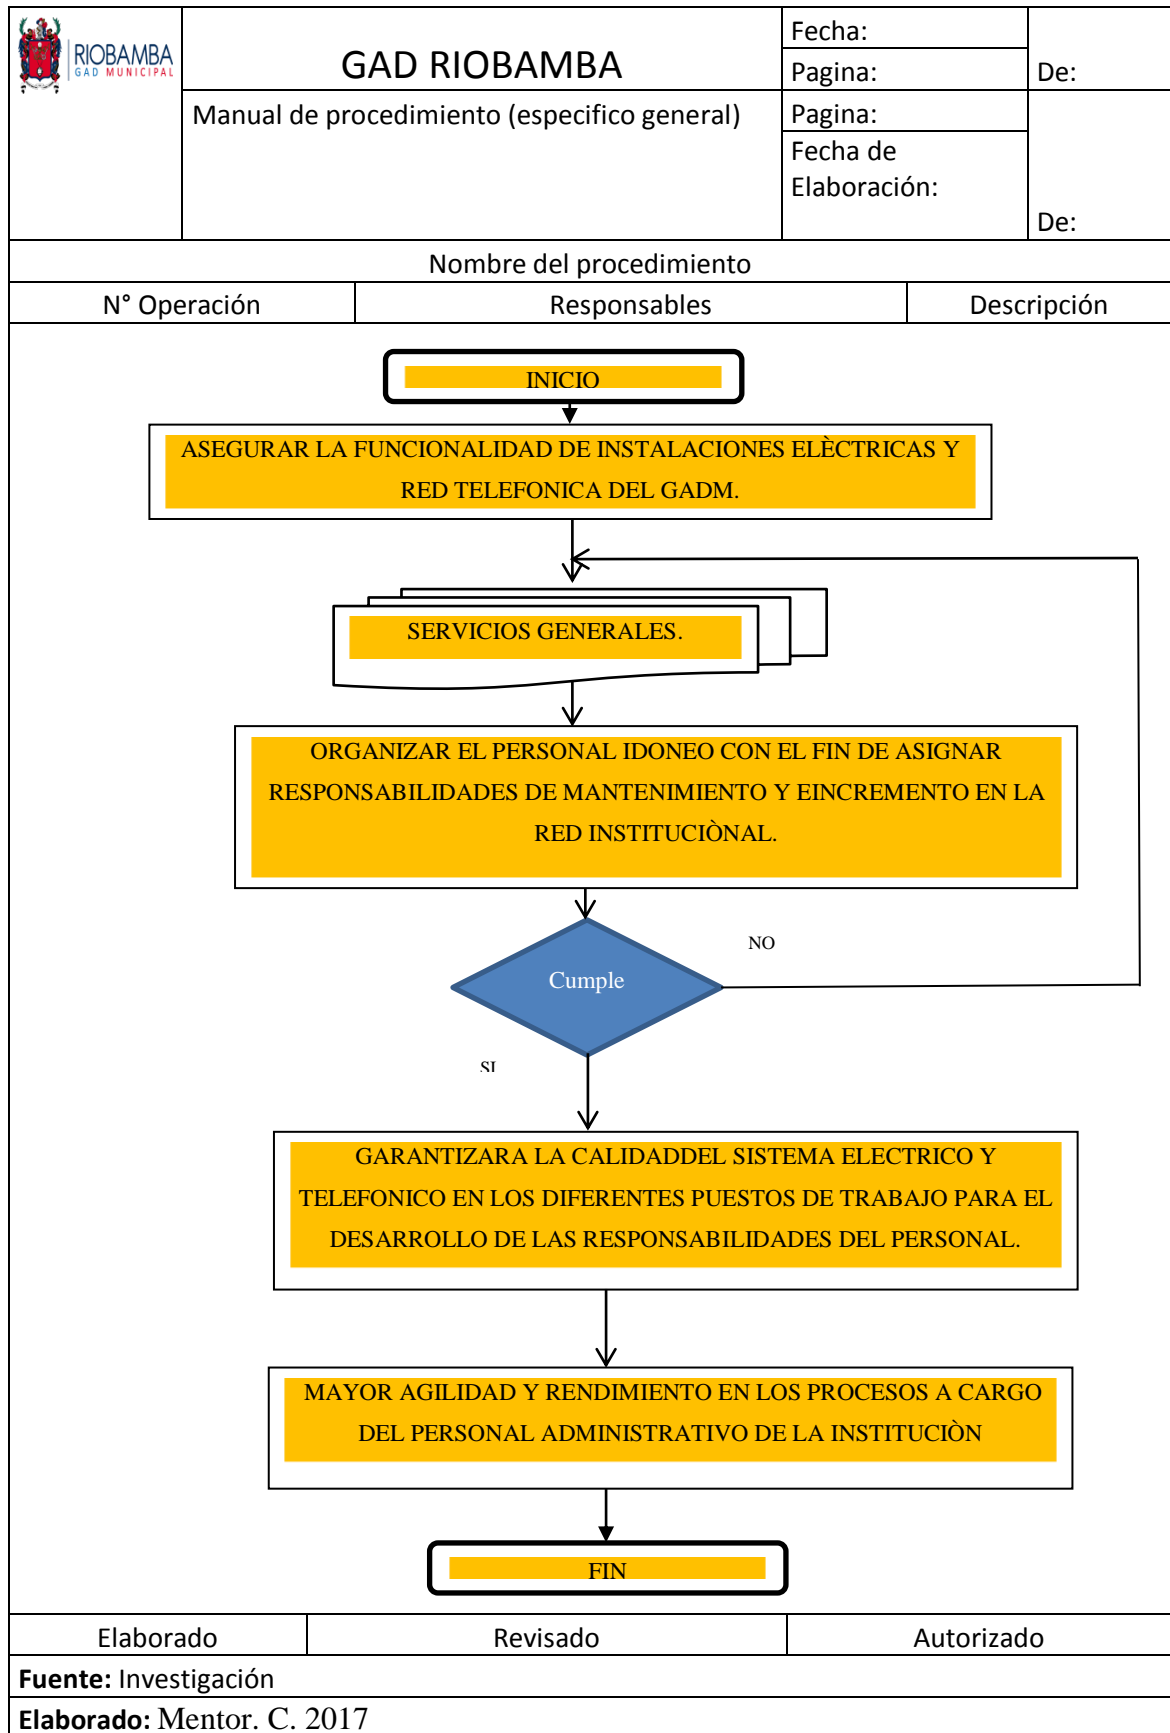 RIOBAMBA
GAD MUNICIPAL
GAD RIOBAMBA
Fecha:
Pagina:
De:
Manual de procedimiento (especifico general)
Pagina:
Fecha de
Elaboración:
De:
Nombre del procedimiento
N° Operación
Responsables
Descripción
INICIO
ASEGURAR LA FUNCIONALIDAD DE INSTALACIONES ELÈCTRICAS Y
RED TELEFONICA DEL GADM.
SERVICIOS GENERALES.
ORGANIZAR EL PERSONAL IDONEO CON EL FIN DE ASIGNAR
RESPONSABILIDADES DE MANTENIMIENTO Y EINCREMENTO EN LA
RED INSTITUCIÒNAL.
NO
Cumple
SI
GARANTIZARA LA CALIDADDEL SISTEMA ELECTRICO Y
TELEFONICO EN LOS DIFERENTES PUESTOS DE TRABAJO PARA EL
DESARROLLO DE LAS RESPONSABILIDADES DEL PERSONAL.
MAYOR AGILIDAD Y RENDIMIENTO EN LOS PROCESOS A CARGO
DEL PERSONAL ADMINISTRATIVO DE LA INSTITUCIÒN
FIN
Elaborado
Revisado
Autorizado
Fuente: Investigación
Elaborado: Mentor. C. 2017